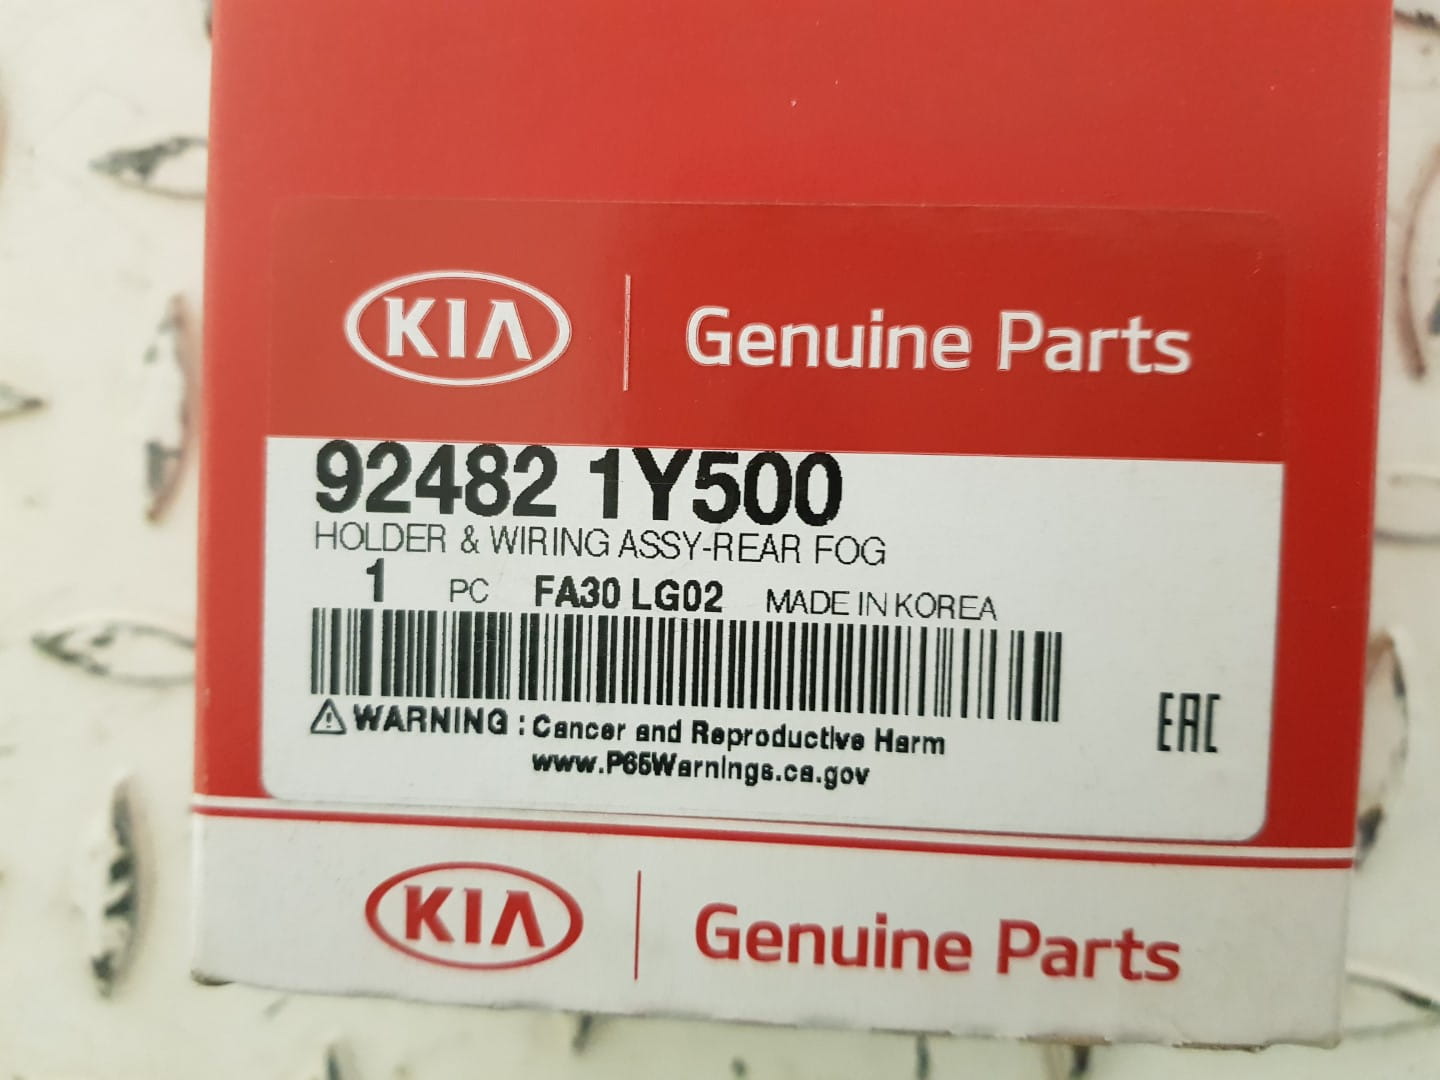 KIA Genuine Parts
92482 1Y500
HOLDER & WIRING ASSY-REAR FOG
1 PC FA30 LG02 MADE IN KOREA
⚠WARNING : Cancer and Reproductive Harm
www.P65Warnings.ca.gov
EAC
KIA Genuine Parts